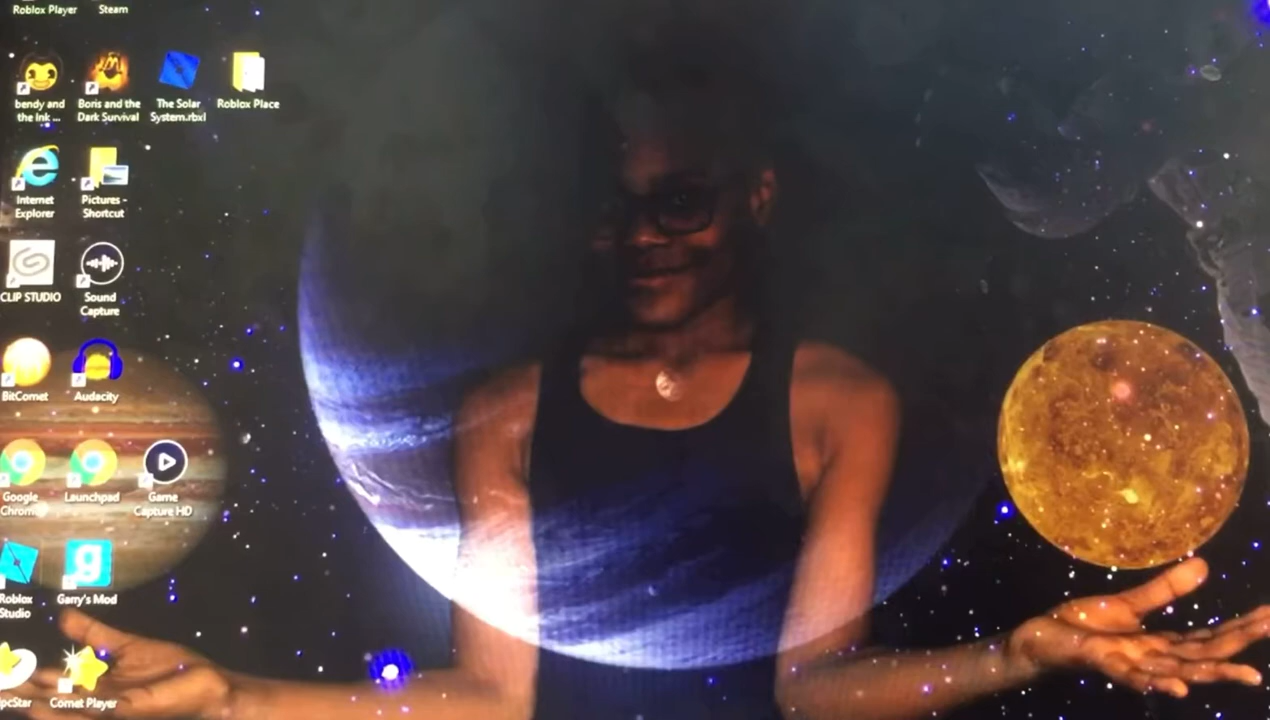 Roblox Player
Steam
bendy and
the Ink ...
Boris and the
Dark Survival
The Solar
System.rbxl
Roblox Place
Internet
Explorer
Pictures -
Shortcut
CLIP STUDIO
Sound
Capture
BitComet
Audacity
Google
Chrome
Launchpad
Game
Capture HD
Roblox
Studio
Garry's Mod
ipcStar
Comet Player